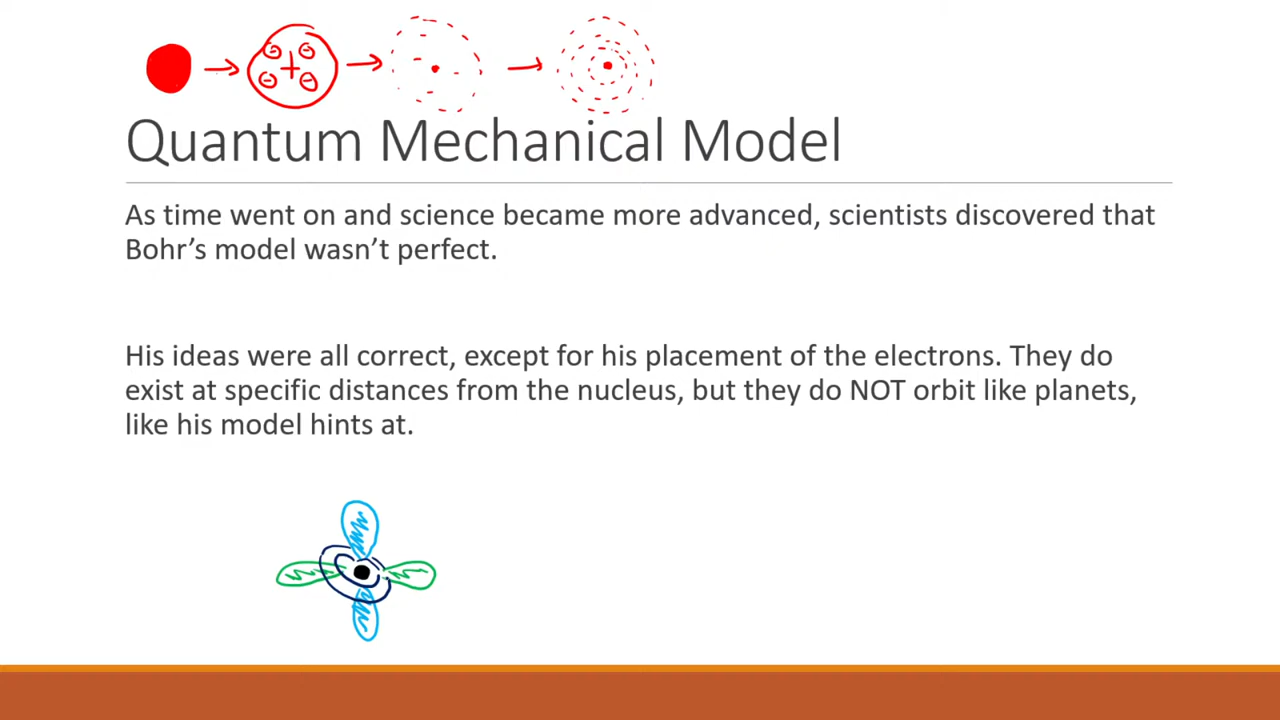 Quantum Mechanical Model
As time went on and science became more advanced, scientists discovered that
Bohr’s model wasn’t perfect.
His ideas were all correct, except for his placement of the electrons. They do
exist at specific distances from the nucleus, but they do NOT orbit like planets,
like his model hints at.